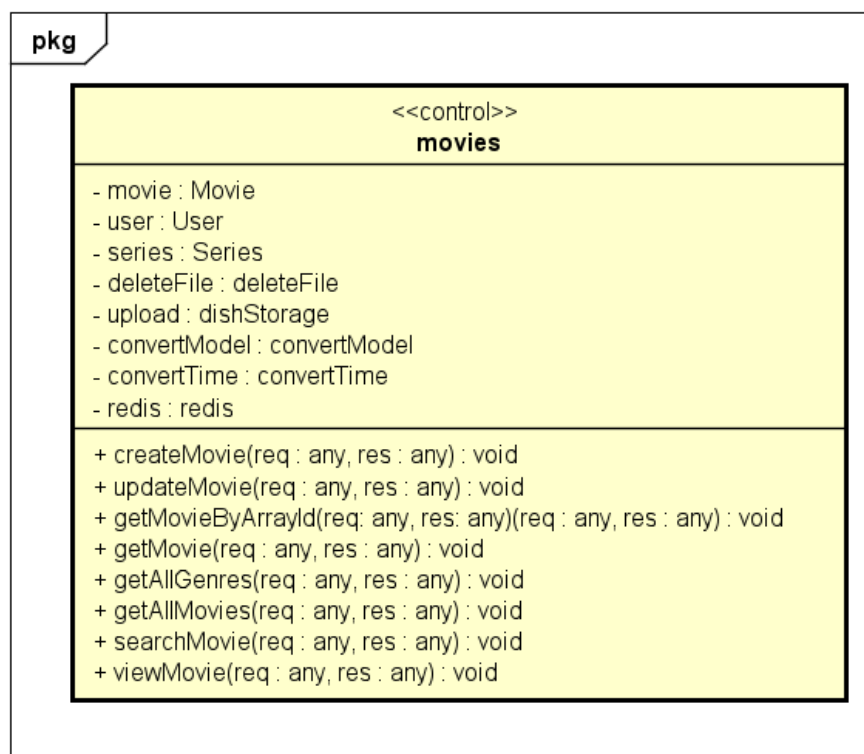 pkg
<<control>>
movies
- movie : Movie
- user : User
- series : Series
- deleteFile : deleteFile
- upload : dishStorage
- convertModel : convertModel
- convertTime : convertTime
- redis : redis
+ createMovie(req : any, res : any) : void
+ updateMovie(req : any, res : any) : void
+ getMovieByArrayId(req: any, res: any)(req : any, res : any) : void
+ getMovie(req : any, res : any) : void
+ getAllGenres(req : any, res : any) : void
+ getAllMovies(req : any, res : any) : void
+ searchMovie(req : any, res : any) : void
+ viewMovie(req : any, res : any) : void